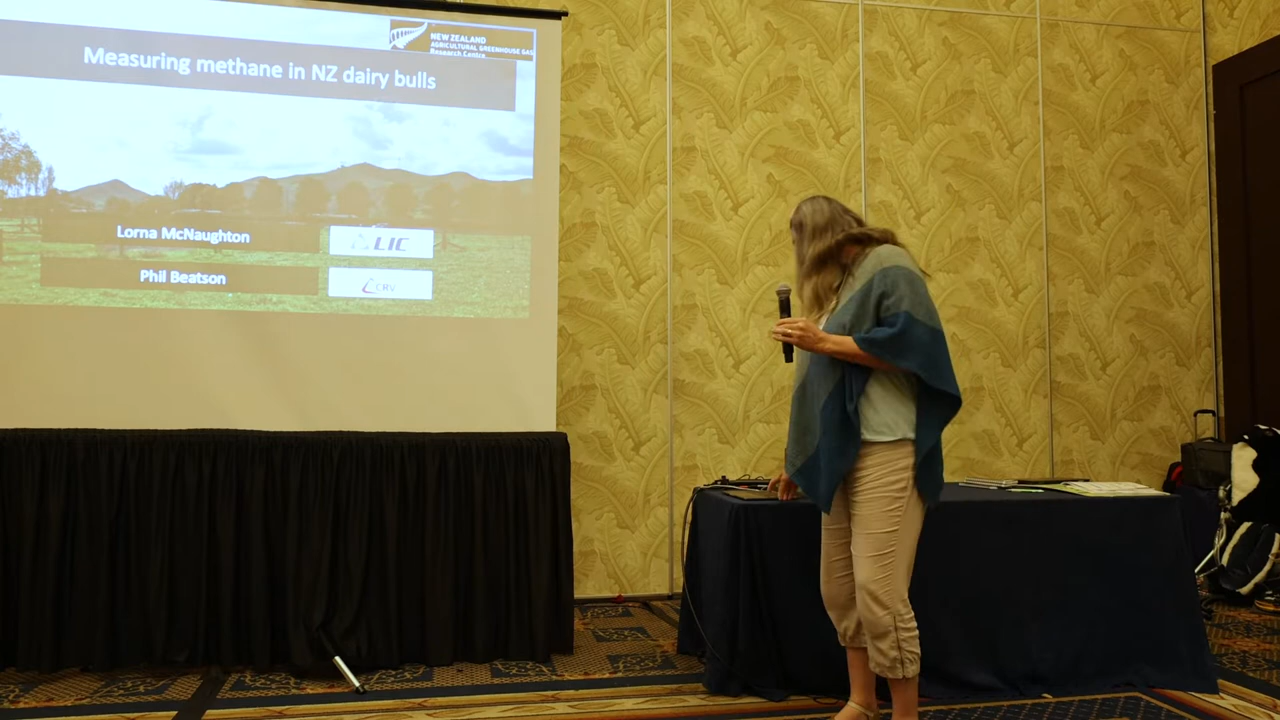 NEW ZEALAND
AGRICULTURAL GREENHOUSE GAS
Research Centre
Measuring methane in NZ dairy bulls
Lorna McNaughton
LIC
Phil Beatson
CRV